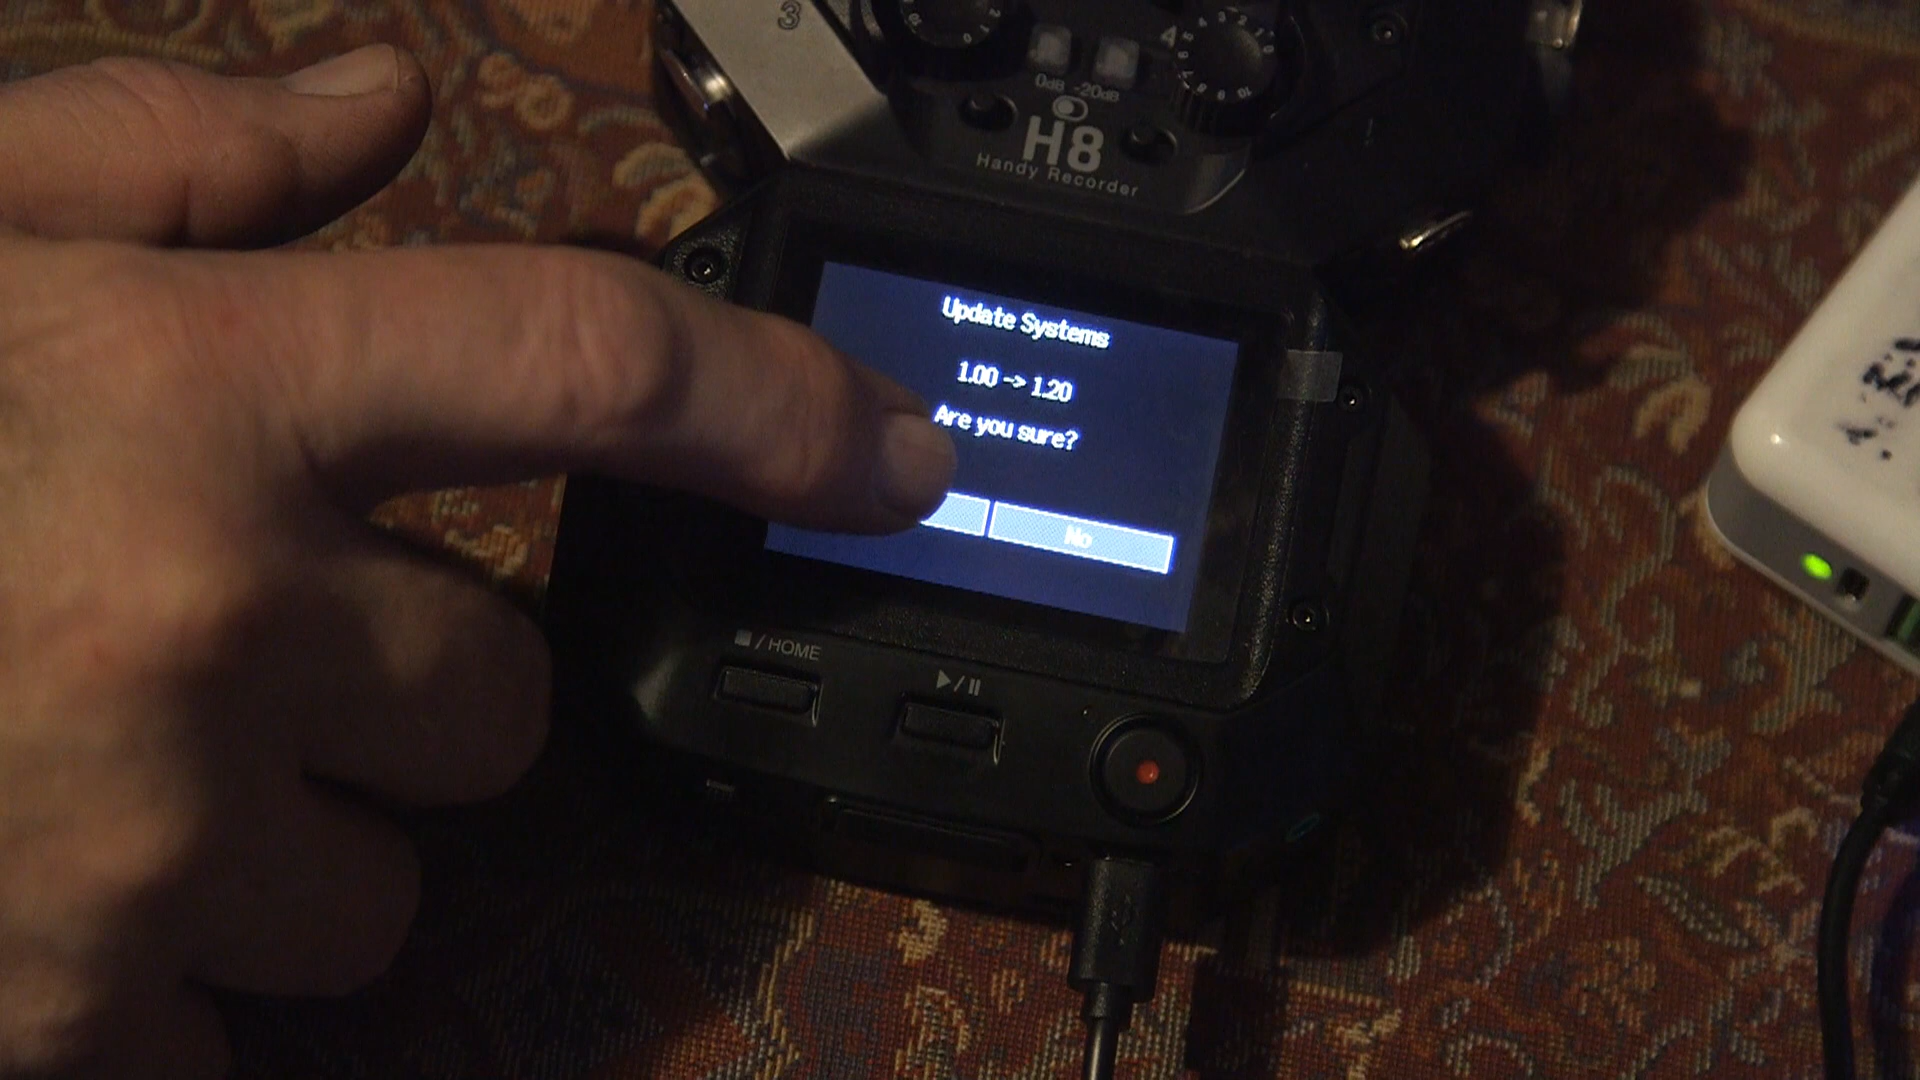 3
4
0dB -20dB
H8
Handy Recorder
Update Systems
1.00 -> 1.20
Are you sure?
No
/ HOME